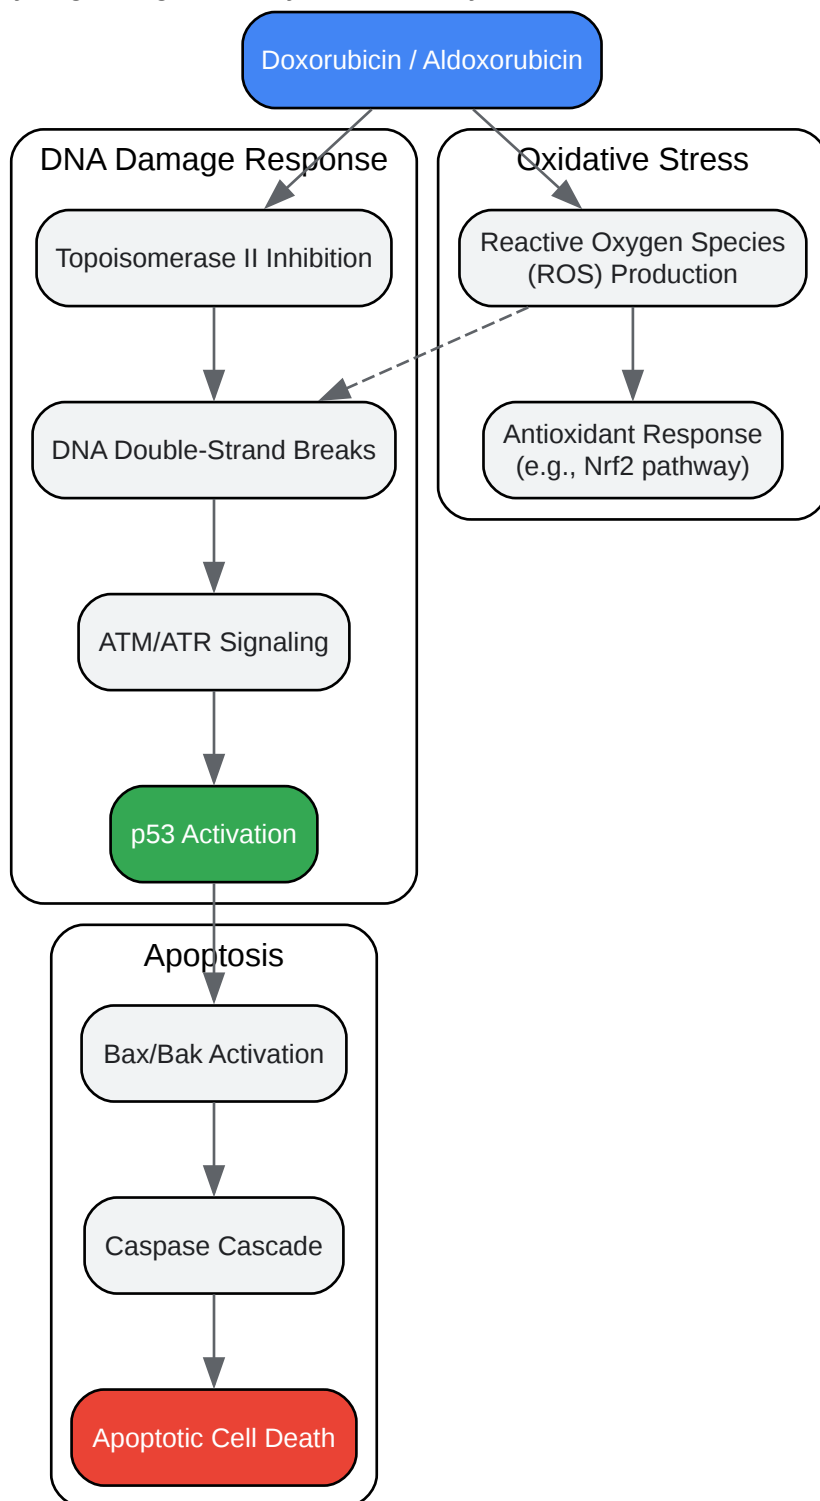 Doxorubicin / Aldoxorubicin
DNA Damage Response
Oxidative Stress
Topoisomerase II Inhibition
Reactive Oxygen Species
(ROS) Production
DNA Double-Strand Breaks
Antioxidant Response
(e.g., Nrf2 pathway)
ATM/ATR Signaling
p53 Activation
Apoptosis
Bax/Bak Activation
Caspase Cascade
Apoptotic Cell Death